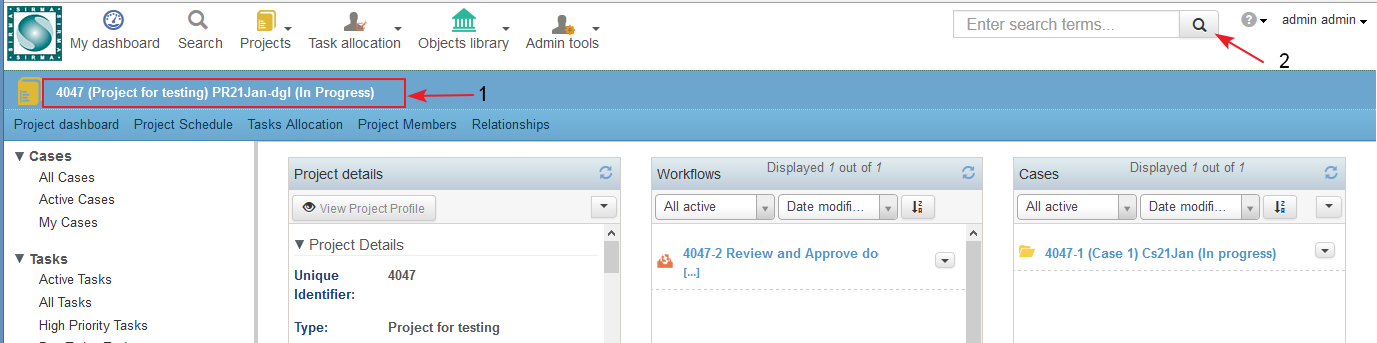 SIRMA
SIRMA
SIRMA
SIRMA
My dashboard
Search
Projects
Task allocation
Objects library
Admin tools
Enter search terms...
?
admin admin
2
4047 (Project for testing) PR21Jan-dgl (In Progress)
1
Project dashboard Project Schedule Tasks Allocation Project Members Relationships
Cases
All Cases
Active Cases
My Cases
Tasks
Active Tasks
All Tasks
High Priority Tasks
Project details
View Project Profile
Project Details
Unique Identifier: 4047
Type: Project for testing
Workflows Displayed 1 out of 1
All active Date modifi...
4047-2 Review and Approve do
[...]
Cases Displayed 1 out of 1
All active Date modifi...
4047-1 (Case 1) Cs21Jan (In progress)